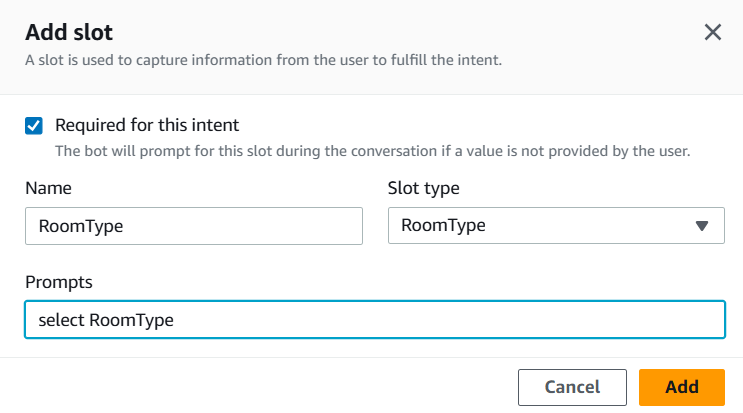 Add slot
A slot is used to capture information from the user to fulfill the intent.
Required for this intent
The bot will prompt for this slot during the conversation if a value is not provided by the user.
Name
Slot type
RoomType
RoomType
Prompts
select RoomType
Cancel
Add